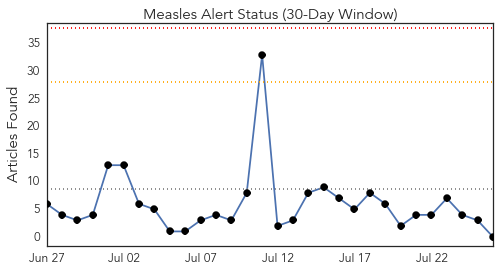 Measles Alert Status (30-Day Window)
Articles Found
35
30
25
20
15
10
5
0
Jun 27
Jul 02
Jul 07
Jul 12
Jul 17
Jul 22